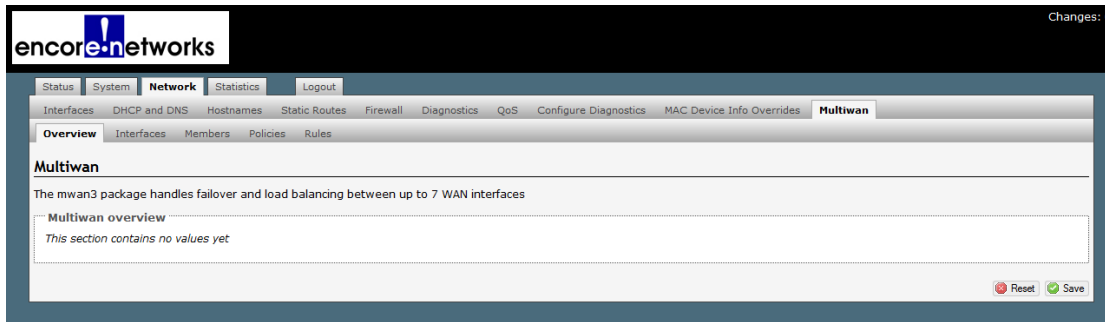 Changes:
encore!networks
Status System Network Statistics Logout
Interfaces DHCP and DNS Hostnames Static Routes Firewall Diagnostics QoS Configure Diagnostics MAC Device Info Overrides Multiwan
Overview Interfaces Members Policies Rules
Multiwan
The mwan3 package handles failover and load balancing between up to 7 WAN interfaces
Multiwan overview
This section contains no values yet
Reset Save